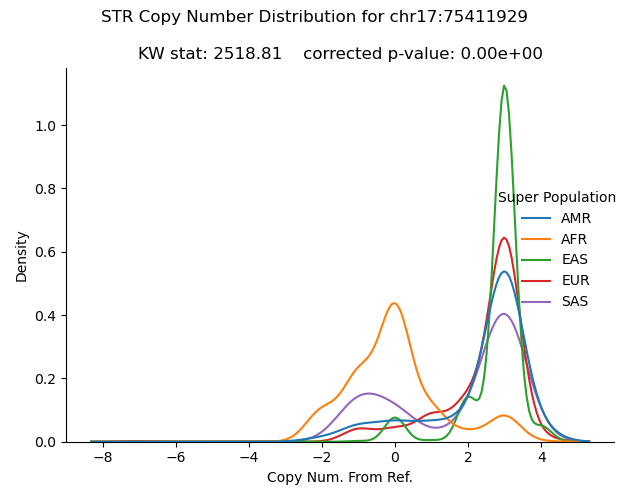 STR Copy Number Distribution for chr17:75411929
KW stat: 2518.81    corrected p-value: 0.00e+00
1.0
0.8
0.6
0.4
0.2
0.0
Density
Super Population
AMR
AFR
EAS
EUR
SAS
−8 −6 −4 −2 0 2 4
Copy Num. From Ref.